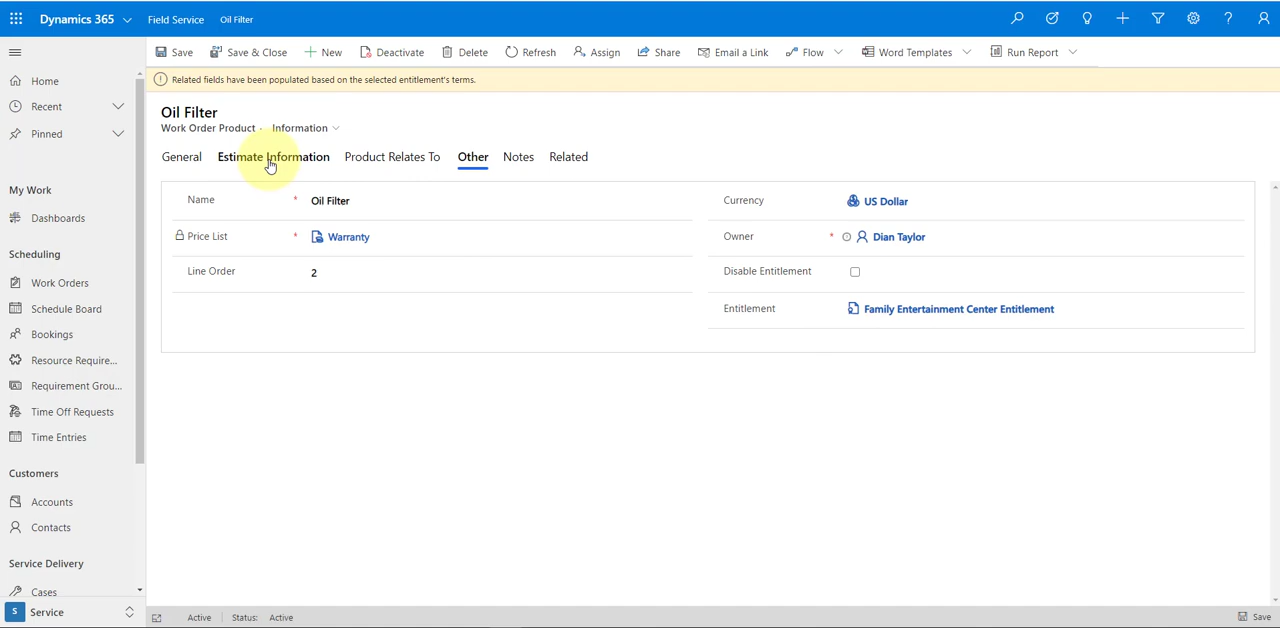 Dynamics 365 Field Service Oil Filter
Save Save & Close New Deactivate Delete Refresh Assign Share Email a Link Flow Word Templates Run Report
Related fields have been populated based on the selected entitlement's terms.
Home
Recent
Pinned
My Work
Dashboards
Scheduling
Work Orders
Schedule Board
Bookings
Resource Require...
Requirement Grou...
Time Off Requests
Time Entries
Customers
Accounts
Contacts
Service Delivery
Cases
S Service
Oil Filter
Work Order Product · Information
General Estimate Information Product Relates To Other Notes Related
Name * Oil Filter
Price List * Warranty
Line Order 2
Currency US Dollar
Owner * Dian Taylor
Disable Entitlement
Entitlement Family Entertainment Center Entitlement
Active Status: Active Save